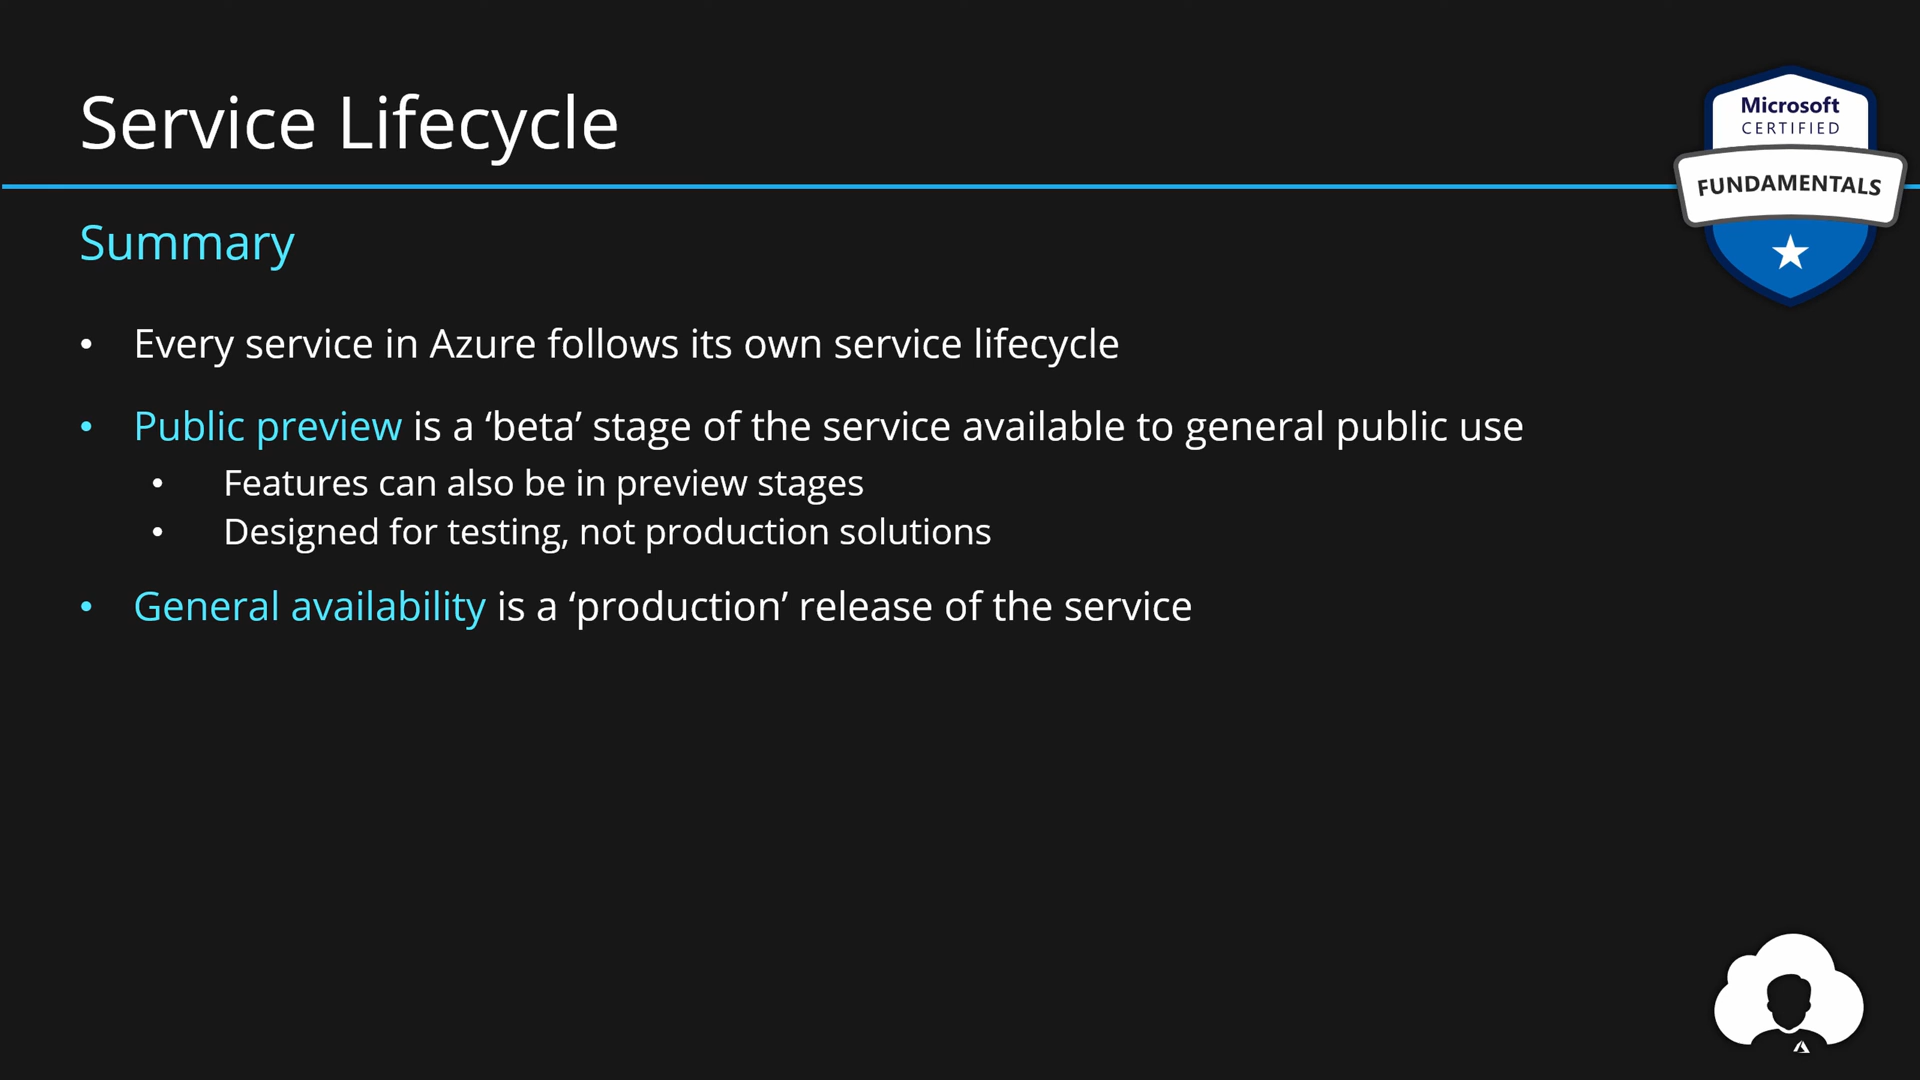 Service Lifecycle
Microsoft
CERTIFIED
FUNDAMENTALS
Summary
• Every service in Azure follows its own service lifecycle
• Public preview is a ‘beta’ stage of the service available to general public use
• Features can also be in preview stages
• Designed for testing, not production solutions
• General availability is a ‘production’ release of the service